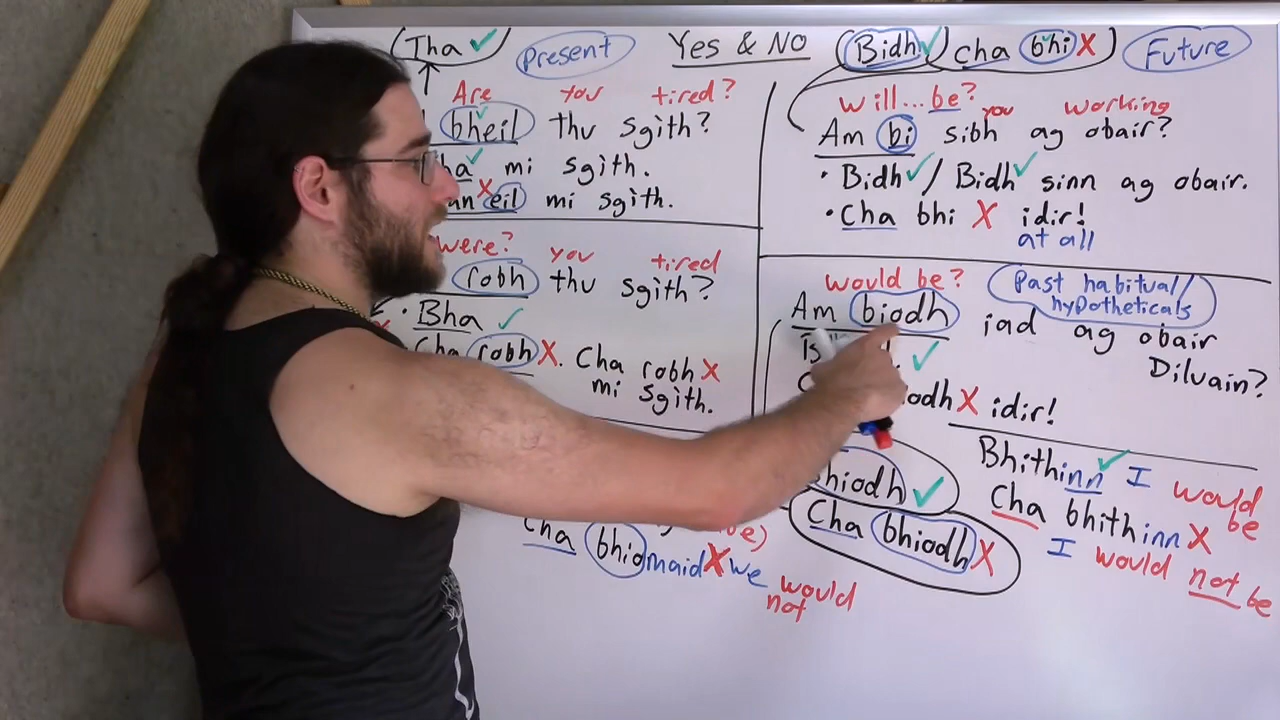 Yes & No
Tha ✓
Present
Are you tired?
bheil thu sgith?
mi sgìth.
eil mi sgìth.
Bidh ✓ cha bhi X
Future
will... be? you working
Am bi sibh ag obair?
• Bidh ✓ / Bidh ✓ sinn ag obair.
• Cha bhi X idir!
at all
were? you tired
robh thu sgìth?
• Bha ✓
Cha robh X. Cha robh X
mi sgìth.
would be?
Past habitual/
hypotheticals
Am biodh iad ag obair
Diluain?
✓
X idir!
bhiodh ✓
Cha bhiodh X
Bhithinn ✓ I would
be
Cha bhithinn X
I would not be
be)
Cha bhiomaid X we
would
not